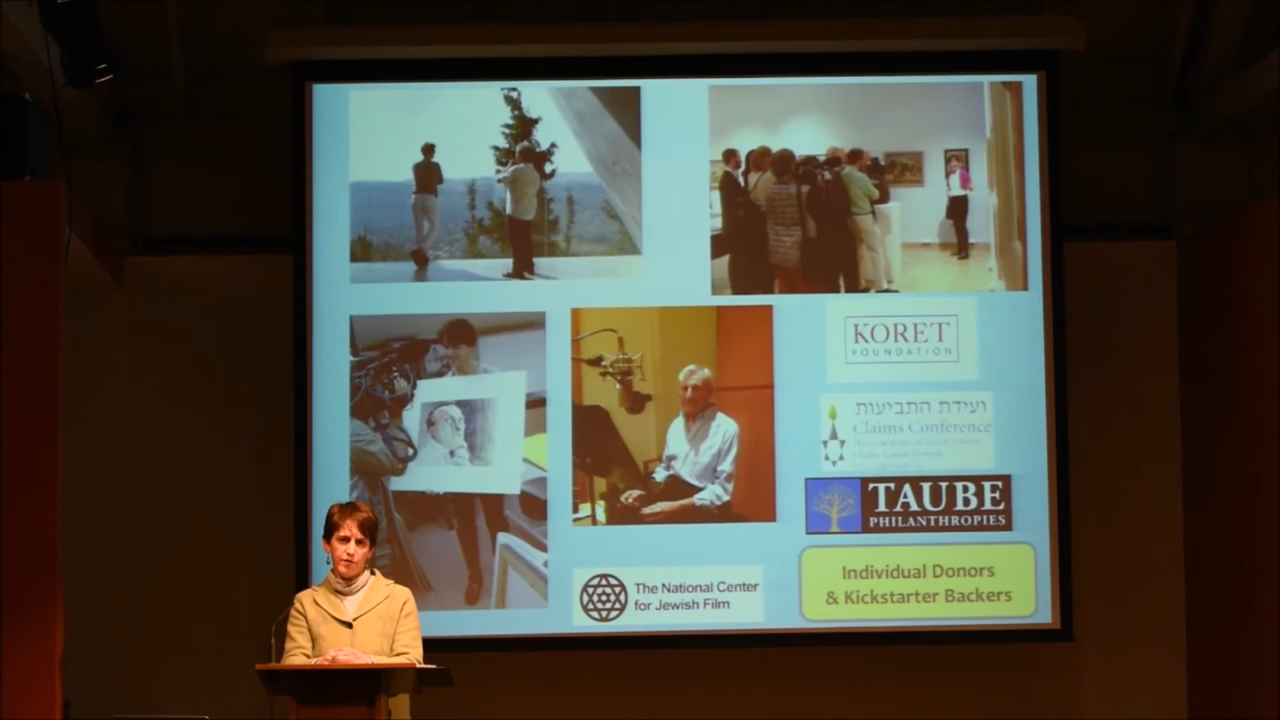 KORET
FOUNDATION
ועידת התביעות
Claims Conference
TAUBE
PHILANTHROPIES
The National Center
for Jewish Film
Individual Donors
& Kickstarter Backers